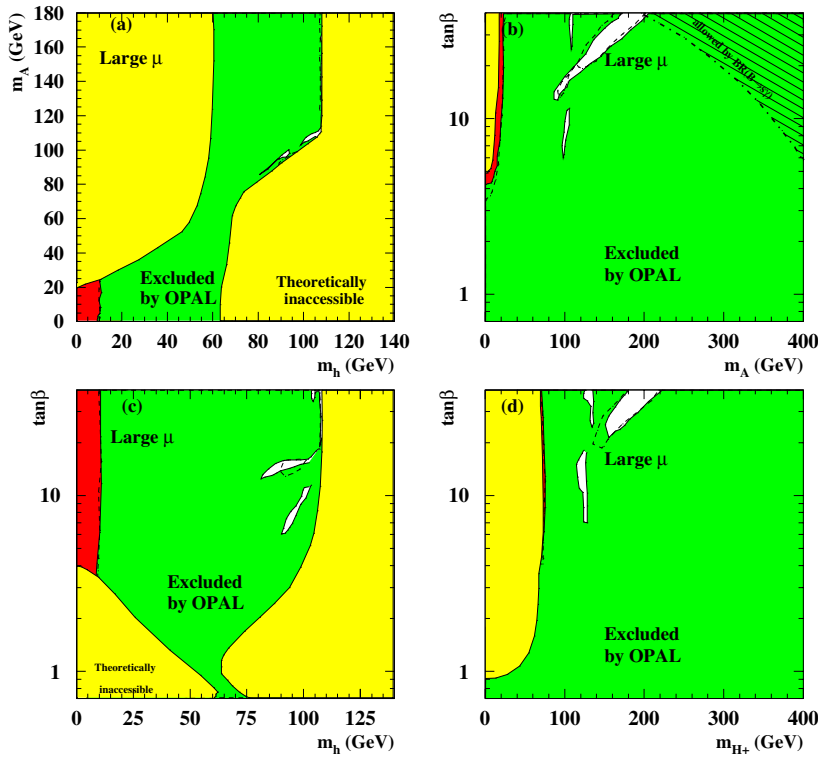 m_A (GeV)
180
160
140
120
100
80
60
40
20
0
(a)
Large μ
Excluded
by OPAL
Theoretically
inaccessible
0 20 40 60 80 100 120 140
m_h (GeV)
tanβ
10
1
(b)
Large μ
allowed by
Excluded
by OPAL
0 100 200 300 400
m_A (GeV)
tanβ
10
1
(c)
Large μ
Excluded
by OPAL
Theoretically
inaccessible
0 25 50 75 100 125
m_h (GeV)
tanβ
10
1
(d)
Large μ
Excluded
by OPAL
0 100 200 300 400
m_H+ (GeV)